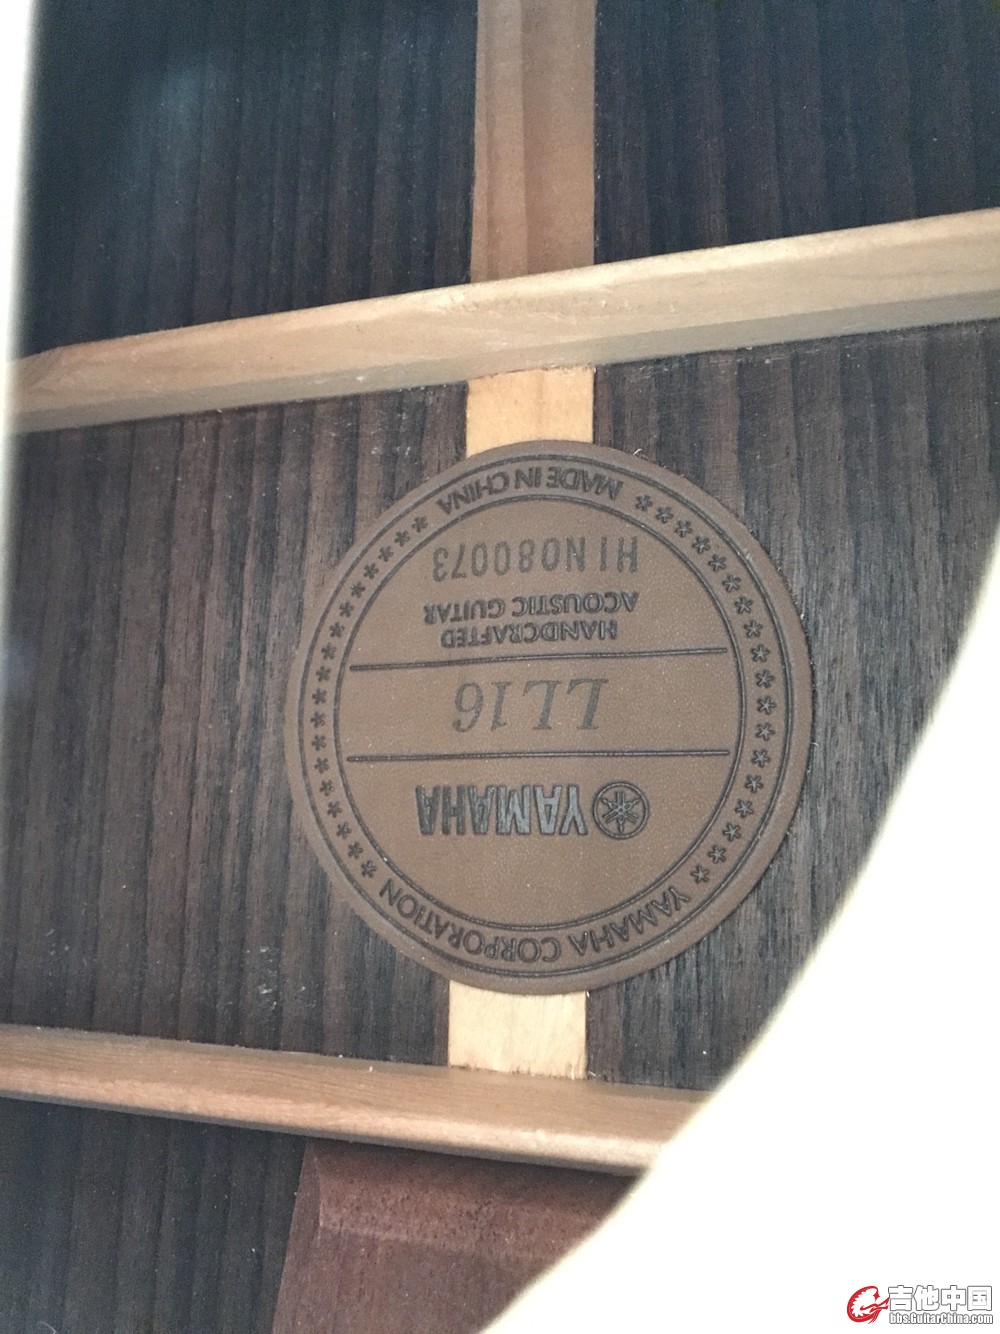 YAMAHA CORPORATION
YAMAHA
LL16
HANDCRAFTED
ACOUSTIC GUITAR
HIN080073
MADE IN CHINA
吉他中国
bbs.GuitarChina.com